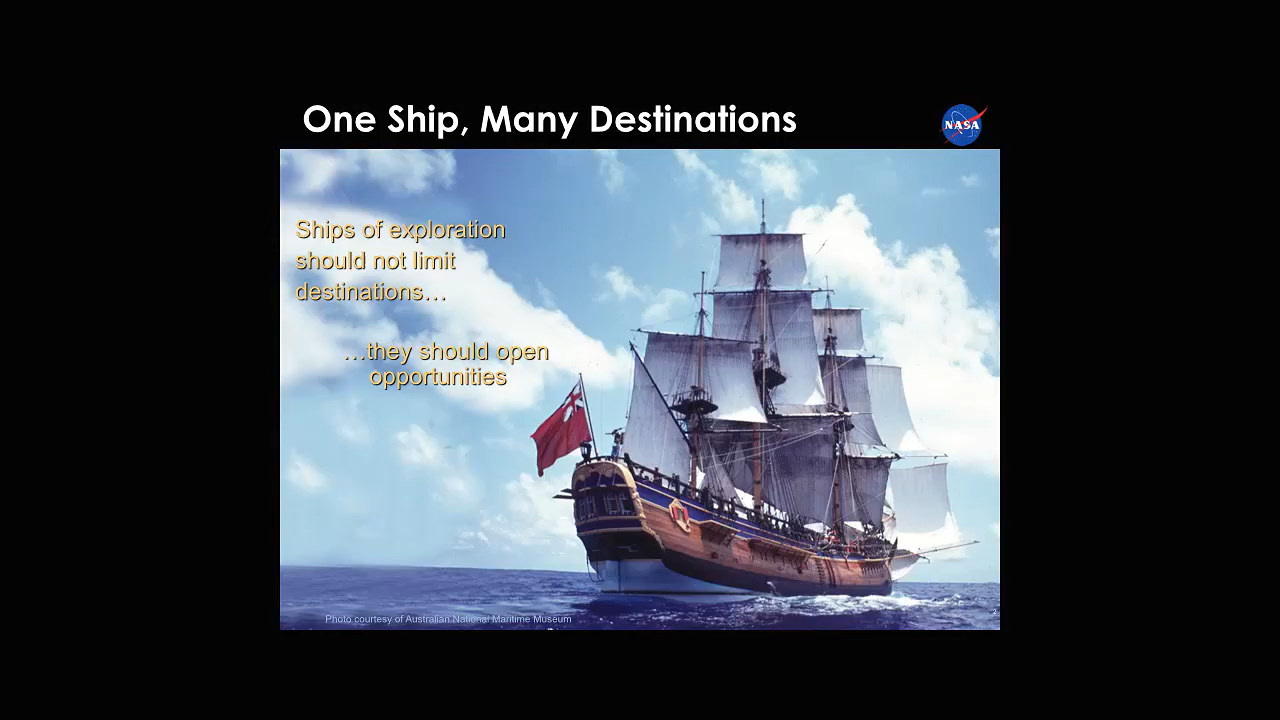 One Ship, Many Destinations
NASA
Ships of exploration
should not limit
destinations…
…they should open
opportunities
Photo courtesy of Australian National Maritime Museum
2